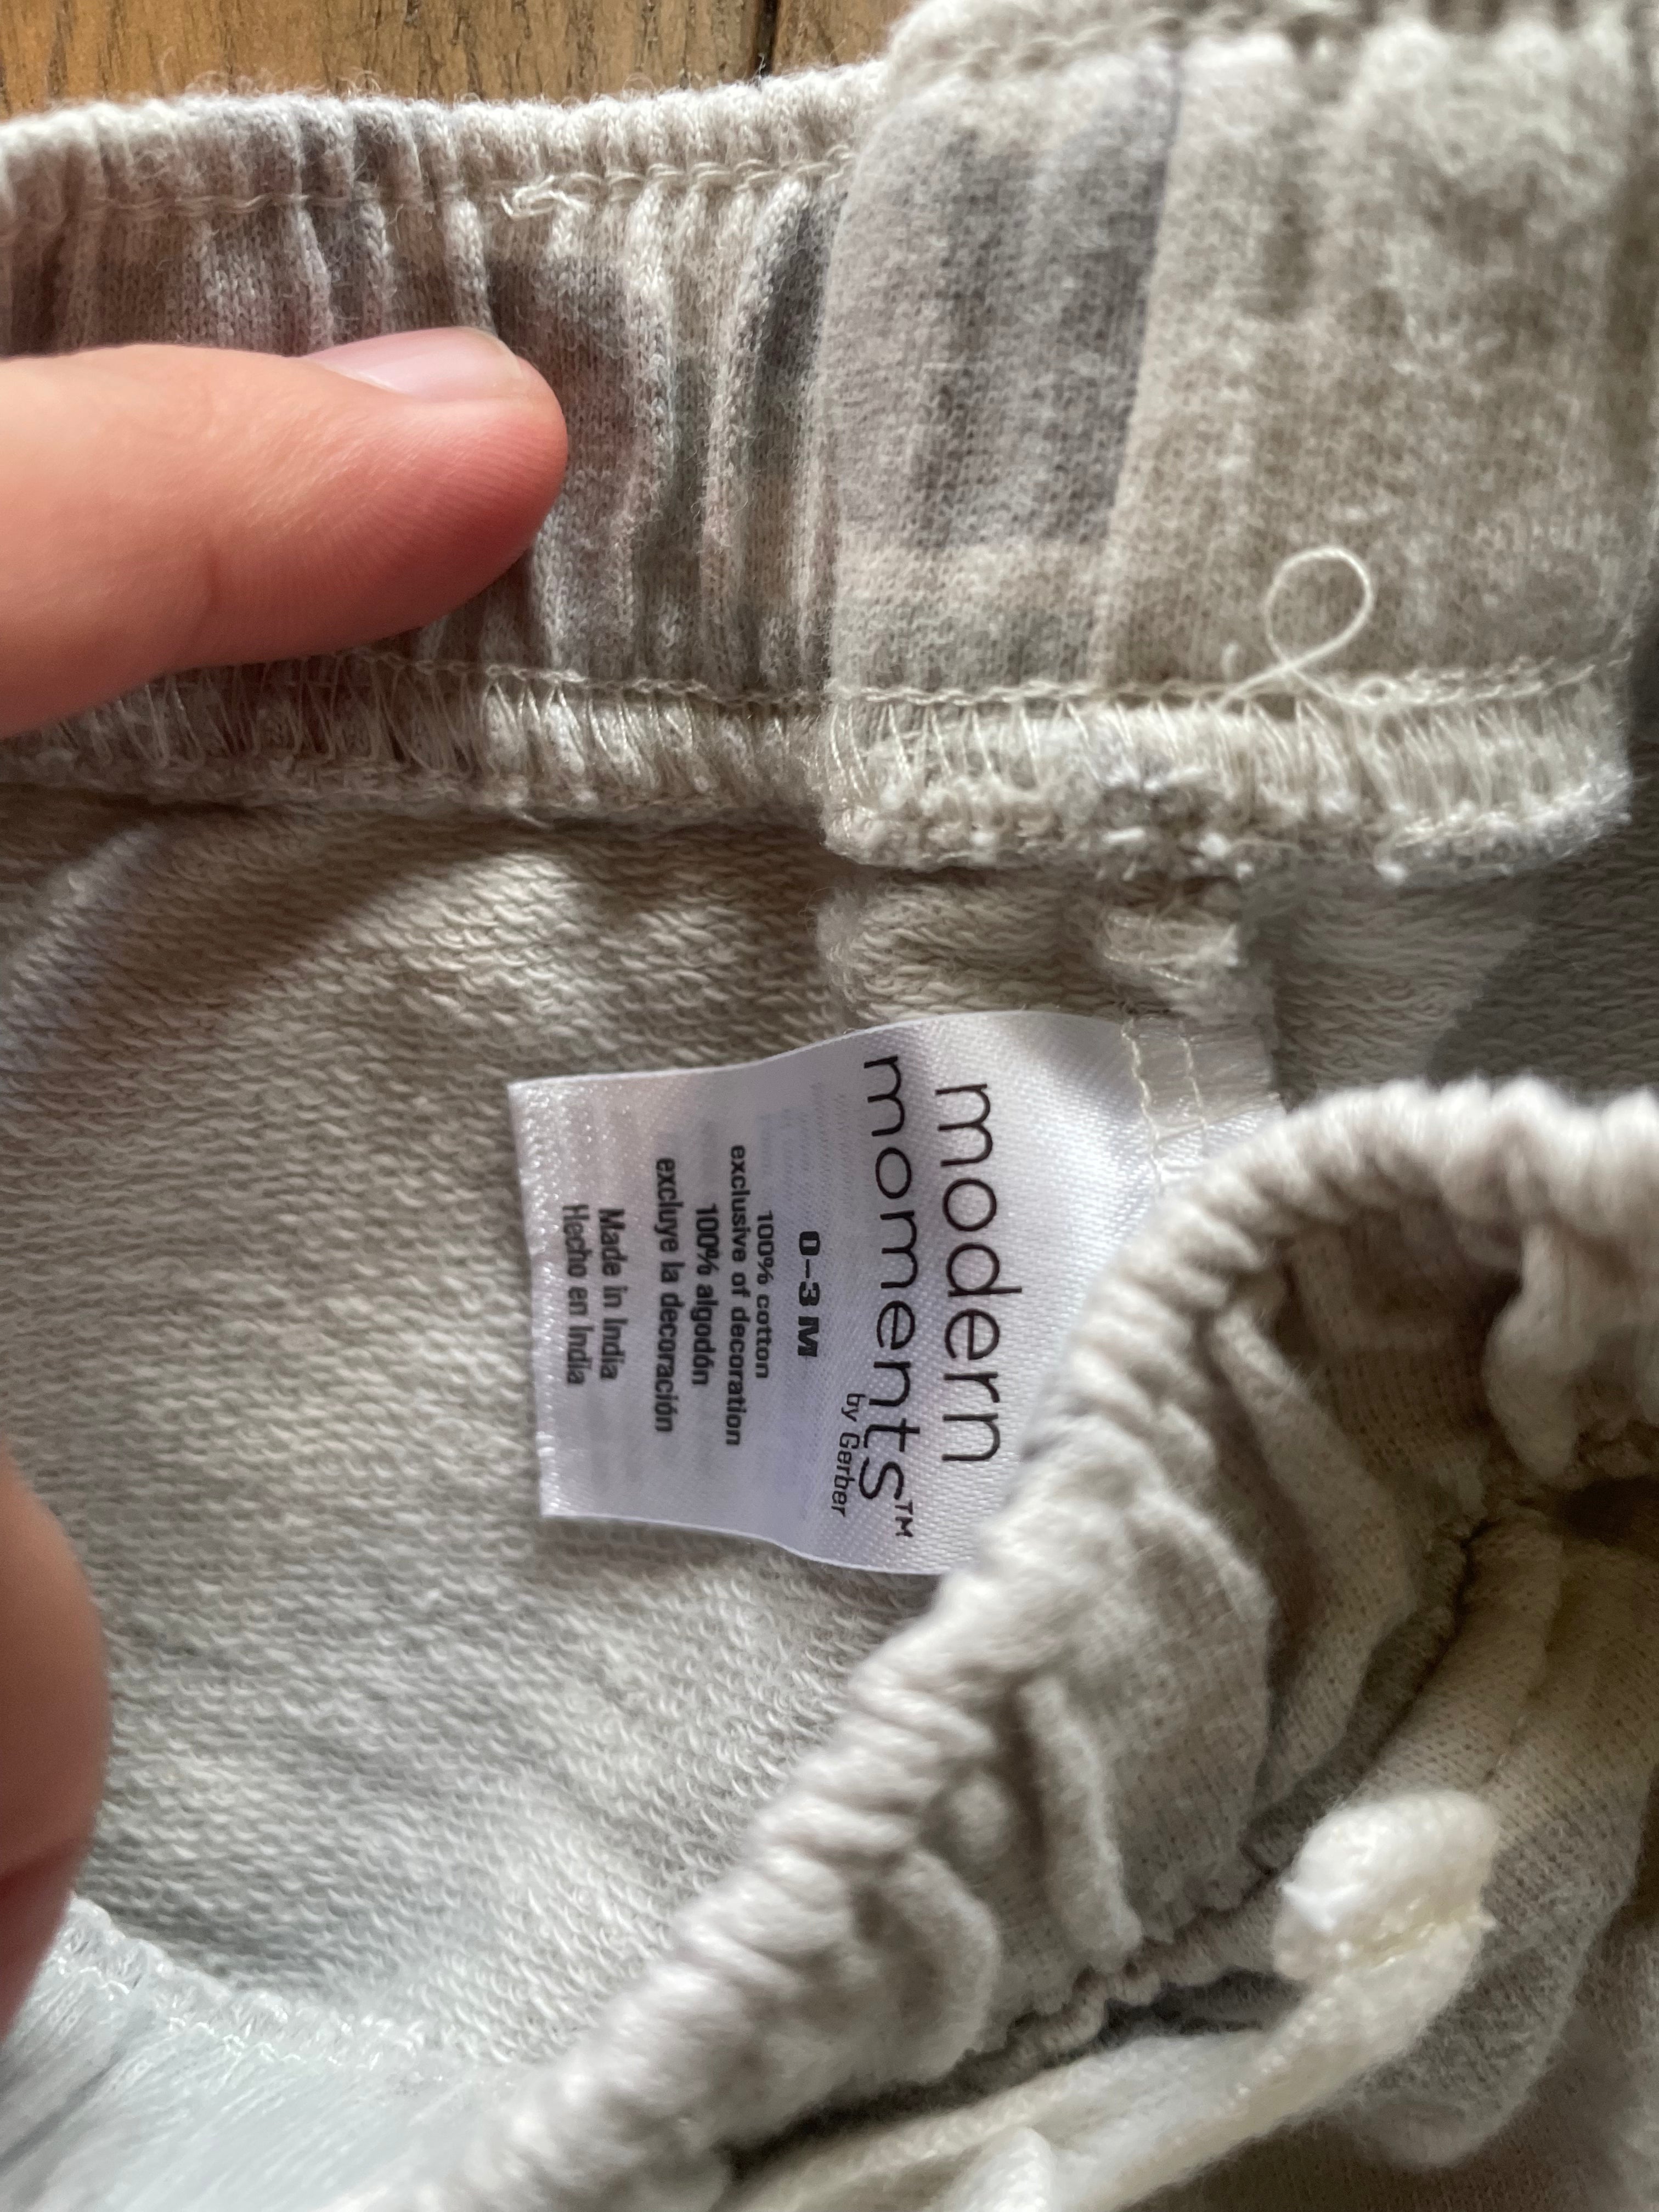 modern
moments™
by Gerber
0-3 M
100% cotton
exclusive of decoration
100% algodón
excluye la decoración
Made in India
Hecho en India